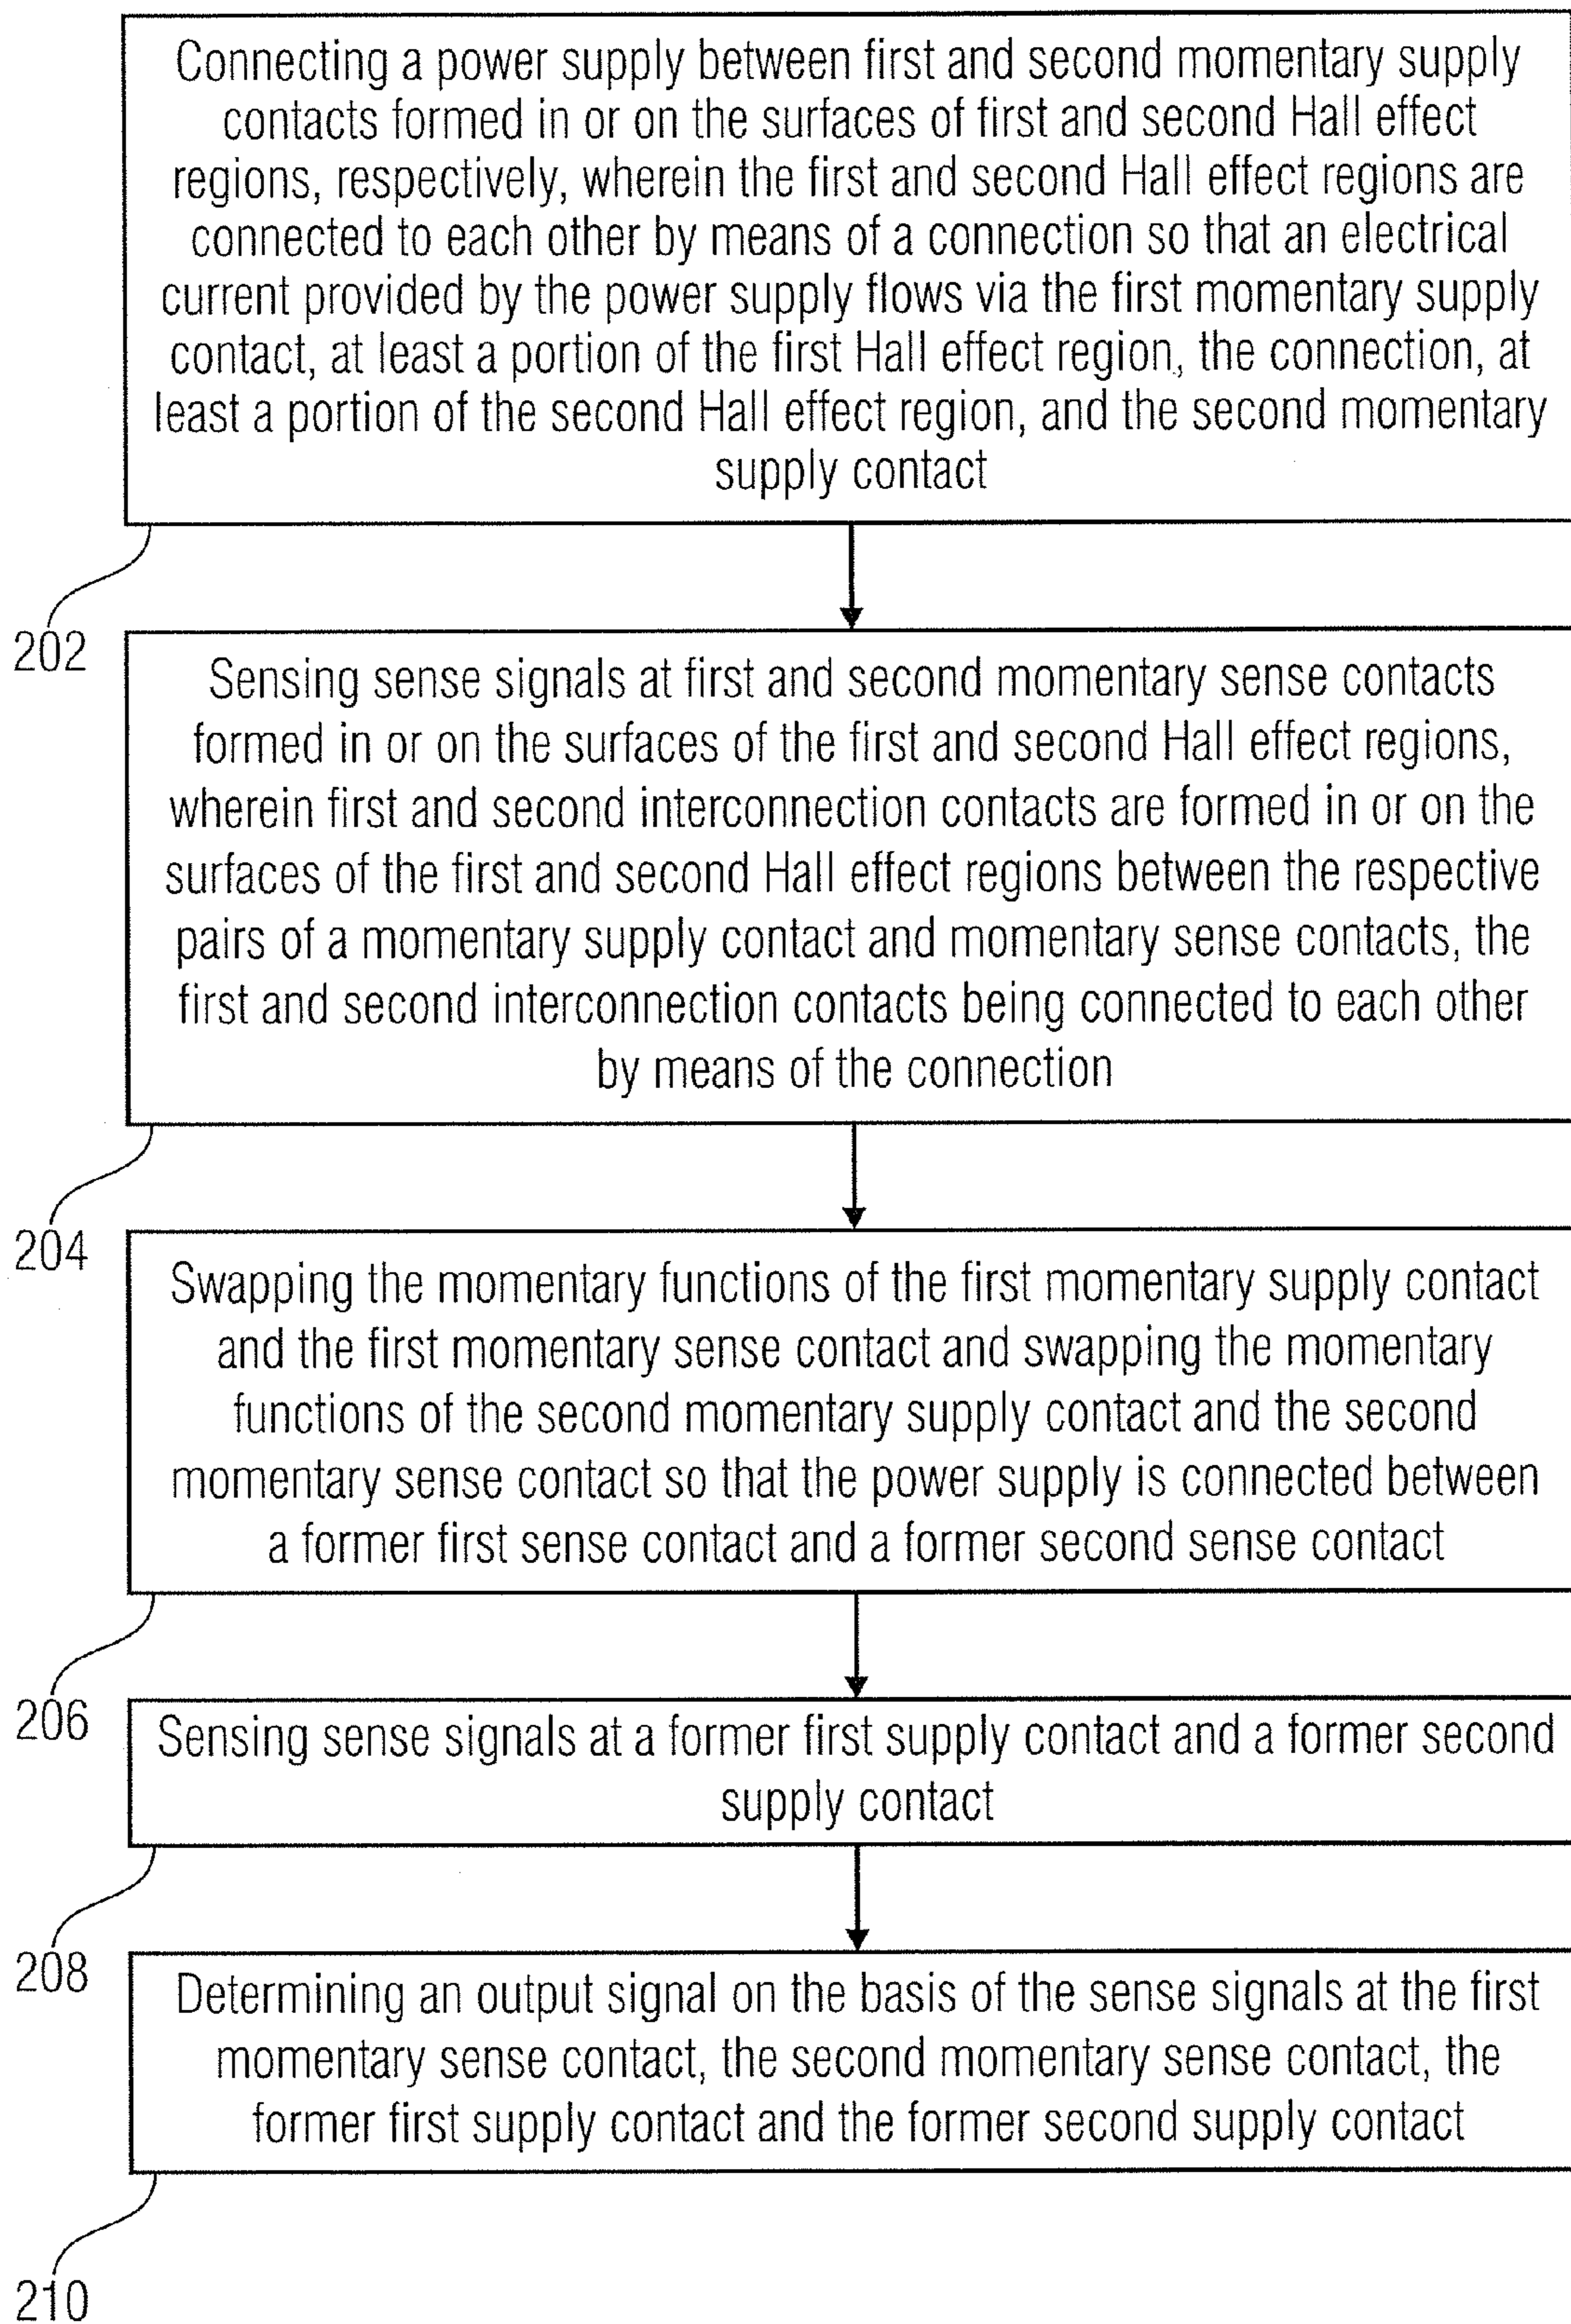 Connecting a power supply between first and second momentary supply
contacts formed in or on the surfaces of first and second Hall effect
regions, respectively, wherein the first and second Hall effect regions are
connected to each other by means of a connection so that an electrical
current provided by the power supply flows via the first momentary supply
contact, at least a portion of the first Hall effect region, the connection, at
least a portion of the second Hall effect region, and the second momentary
supply contact
202
Sensing sense signals at first and second momentary sense contacts
formed in or on the surfaces of the first and second Hall effect regions,
wherein first and second interconnection contacts are formed in or on the
surfaces of the first and second Hall effect regions between the respective
pairs of a momentary supply contact and momentary sense contacts, the
first and second interconnection contacts being connected to each other
by means of the connection
204
Swapping the momentary functions of the first momentary supply contact
and the first momentary sense contact and swapping the momentary
functions of the second momentary supply contact and the second
momentary sense contact so that the power supply is connected between
a former first sense contact and a former second sense contact
206
Sensing sense signals at a former first supply contact and a former second
supply contact
208
Determining an output signal on the basis of the sense signals at the first
momentary sense contact, the second momentary sense contact, the
former first supply contact and the former second supply contact
210